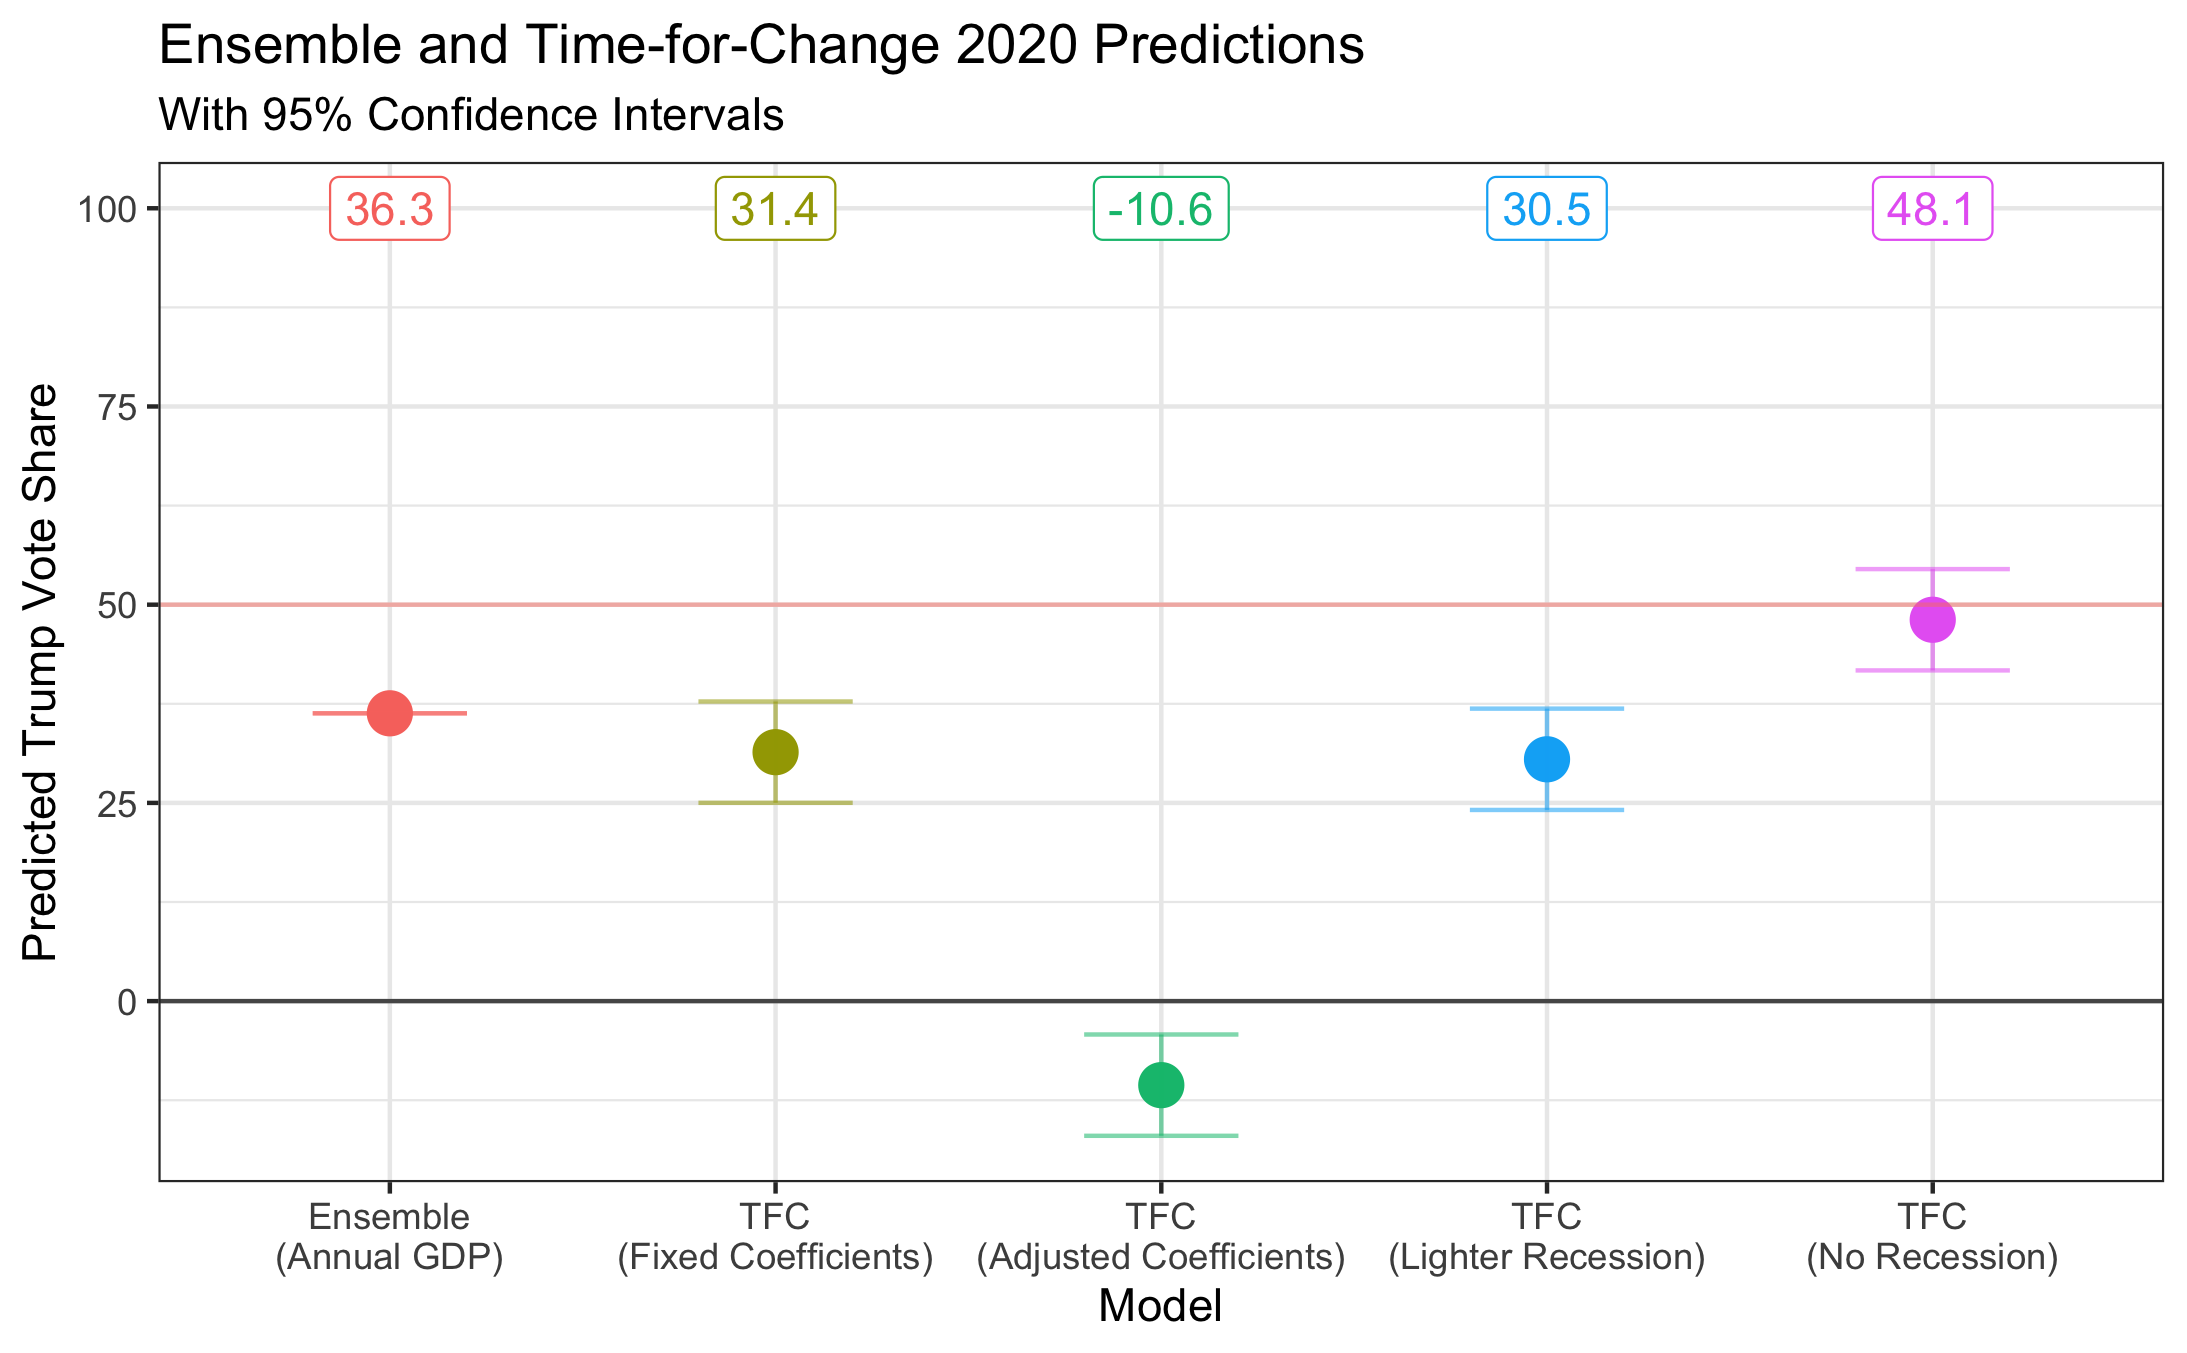 Ensemble and Time-for-Change 2020 Predictions
With 95% Confidence Intervals
36.3
31.4
-10.6
30.5
48.1
100
75
50
25
0
Predicted Trump Vote Share
Ensemble
(Annual GDP)
TFC
(Fixed Coefficients)
TFC
(Adjusted Coefficients)
TFC
(Lighter Recession)
TFC
(No Recession)
Model